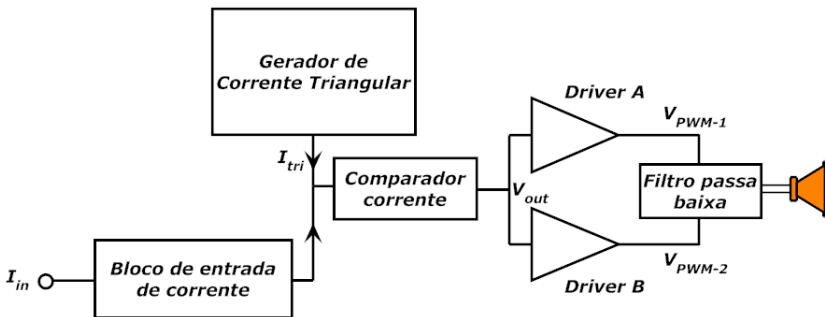 Gerador de
Corrente Triangular
I_tri
Comparador
corrente
I_in
Bloco de entrada
de corrente
V_out
Driver A
V_PWM-1
Filtro passa
baixa
V_PWM-2
Driver B